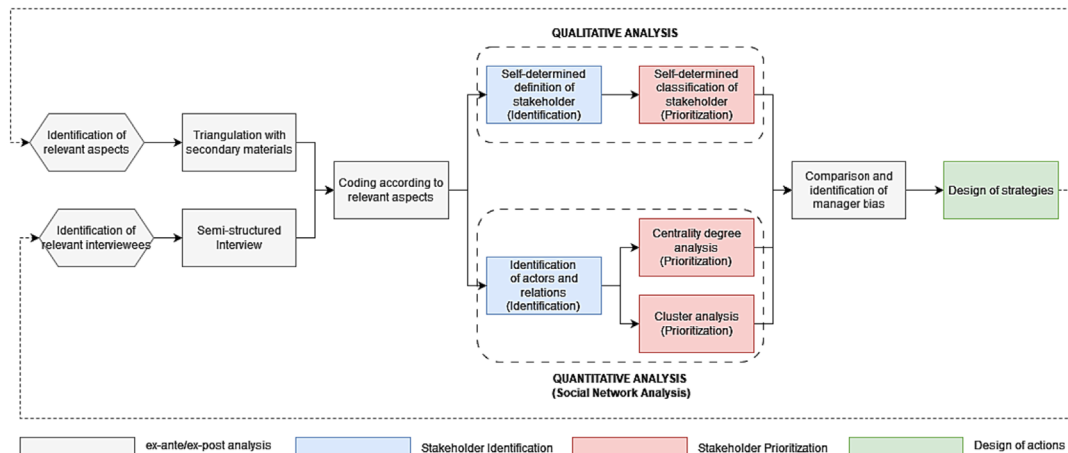 QUALITATIVE ANALYSIS
Self-determined
definition of
stakeholder
(Identification)
Self-determined
classification of
stakeholder
(Prioritization)
Identification of
relevant aspects
Triangulation with
secondary materials
Coding according to
relevant aspects
Comparison and
identification of
manager bias
Design of strategies
Identification of
relevant interviewees
Semi-structured
Interview
Identification
of actors and
relations
(Identification)
Centrality degree
analysis
(Prioritization)
Cluster analysis
(Prioritization)
QUANTITATIVE ANALYSIS
(Social Network Analysis)
ex-ante/ex-post analysis
Stakeholder Identification
Stakeholder Prioritization
Design of actions